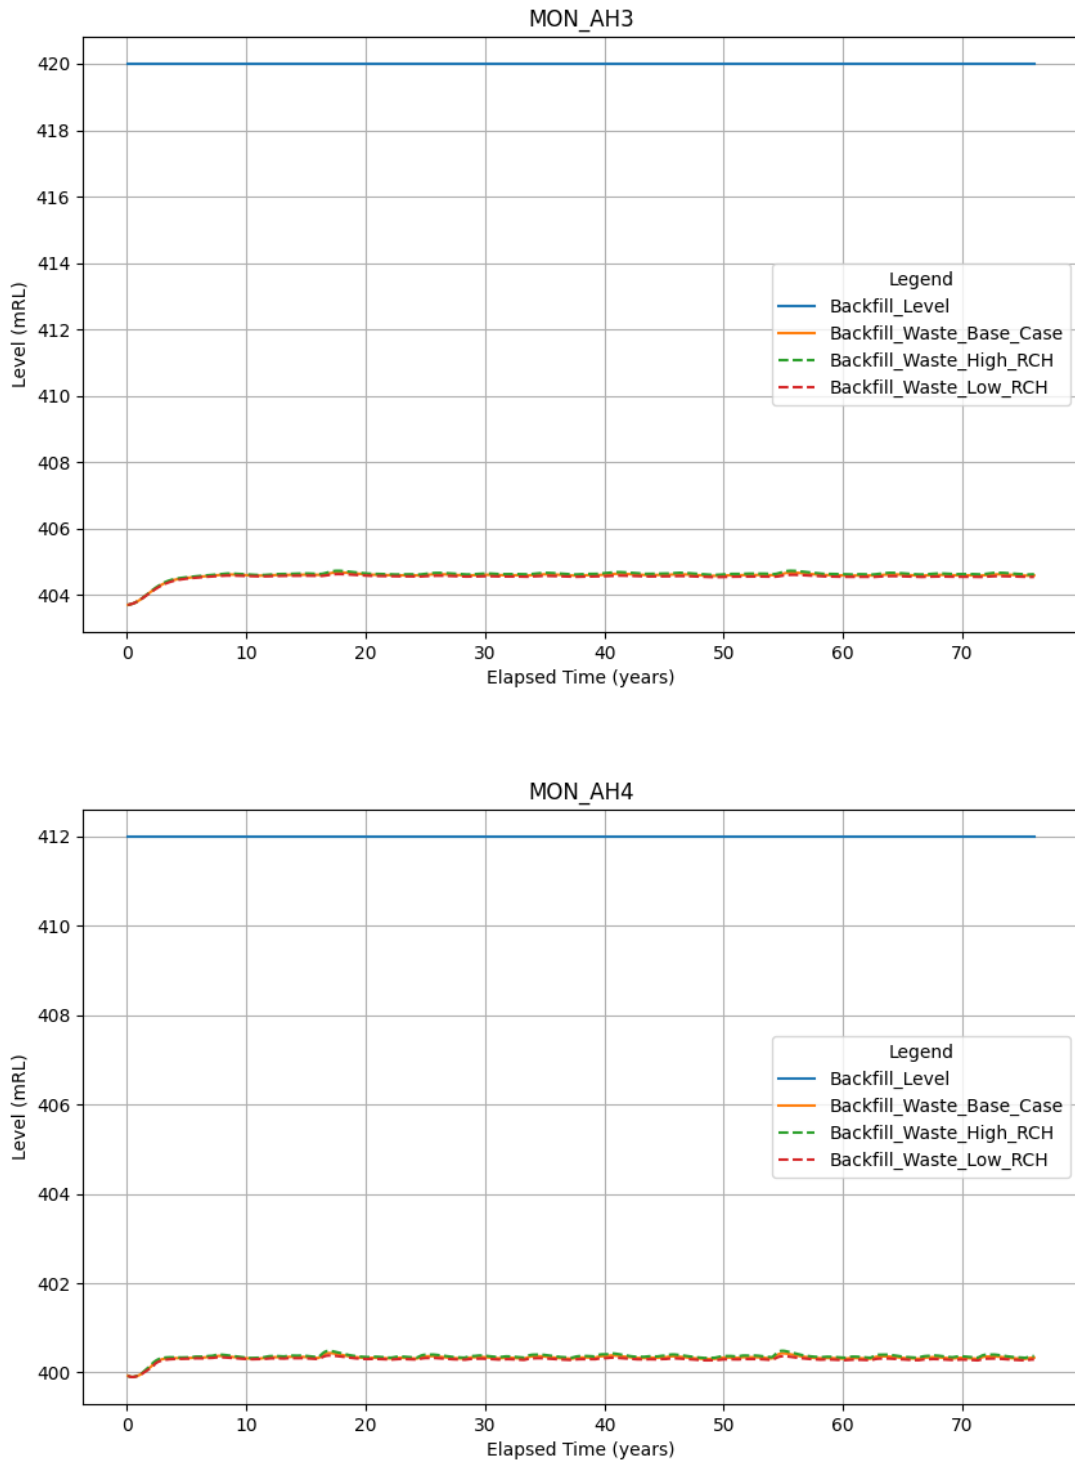 MON_AH3
420
418
416
414
412
410
408
406
404
Level (mRL)
Legend
Backfill_Level
Backfill_Waste_Base_Case
Backfill_Waste_High_RCH
Backfill_Waste_Low_RCH
0 10 20 30 40 50 60 70
Elapsed Time (years)
MON_AH4
412
410
408
406
404
402
400
Level (mRL)
Legend
Backfill_Level
Backfill_Waste_Base_Case
Backfill_Waste_High_RCH
Backfill_Waste_Low_RCH
0 10 20 30 40 50 60 70
Elapsed Time (years)